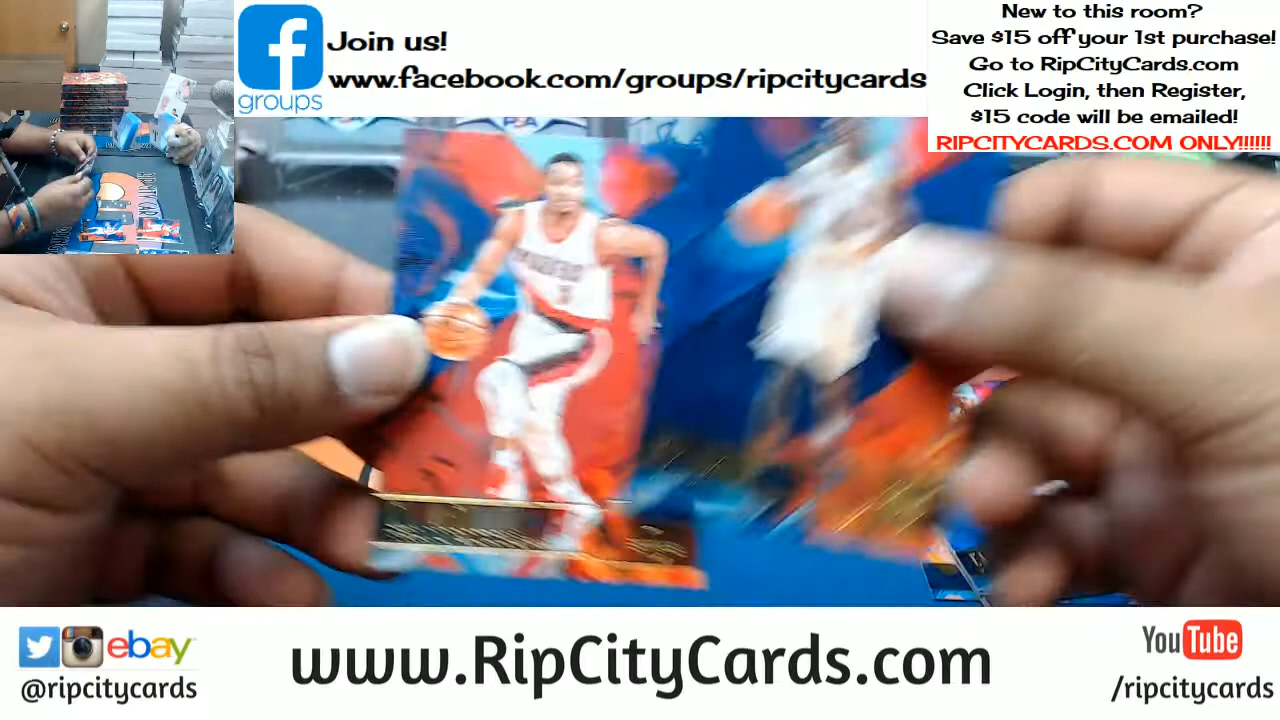 groups
Join us!
www.facebook.com/groups/ripcitycards
New to this room?
Save $15 off your 1st purchase!
Go to RipCityCards.com
Click Login, then Register,
$15 code will be emailed!
RIPCITYCARDS.COM ONLY!!!!!!
PSA
ebay
@ripcitycards
www.RipCityCards.com
YouTube
/ripcitycards